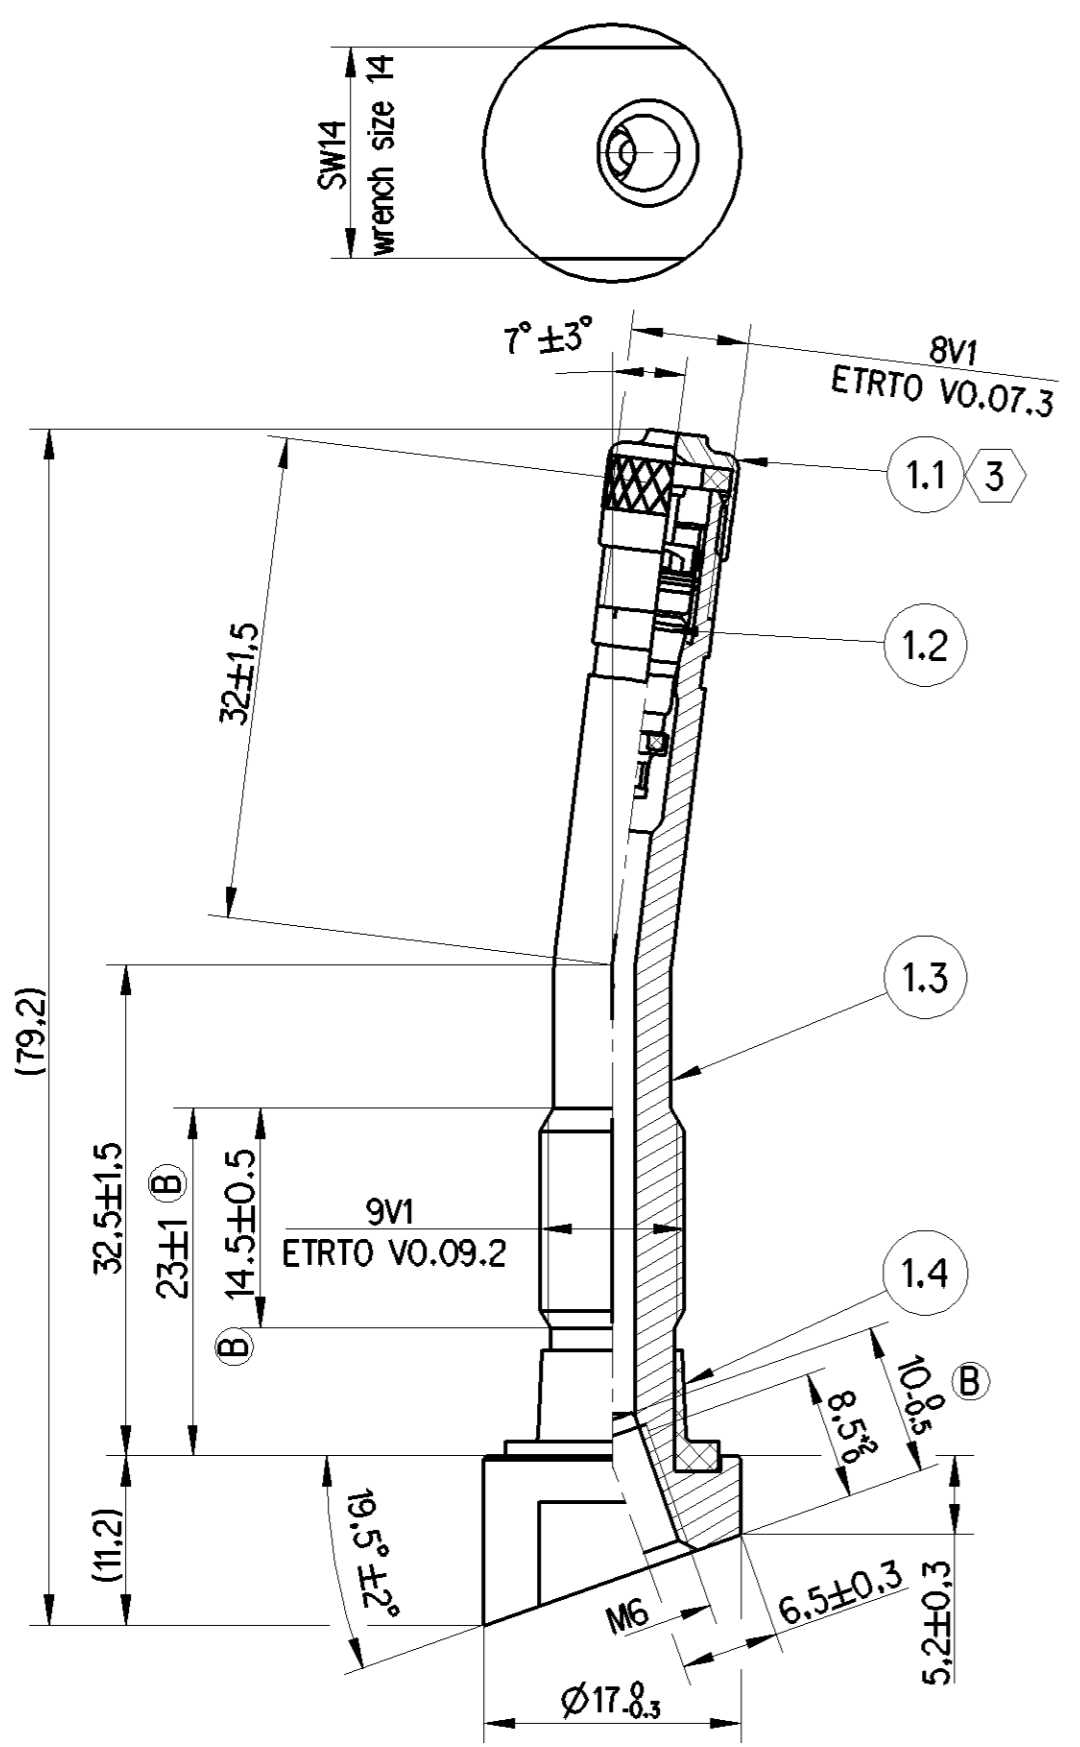 SW14
wrench size 14
7°±3°
8V1
ETRTO V0.07.3
1.1
3
32±1,5
1.2
(79,2)
1.3
32,5±1,5
23±1 B
14.5±0.5
B
9V1
ETRTO V0.09.2
1.4
10 0 -0.5
B
8,5 +2 0
(11,2)
19.5°±2°
M6
6,5±0,3
5,2±0,3
Ø17 0 -0.3